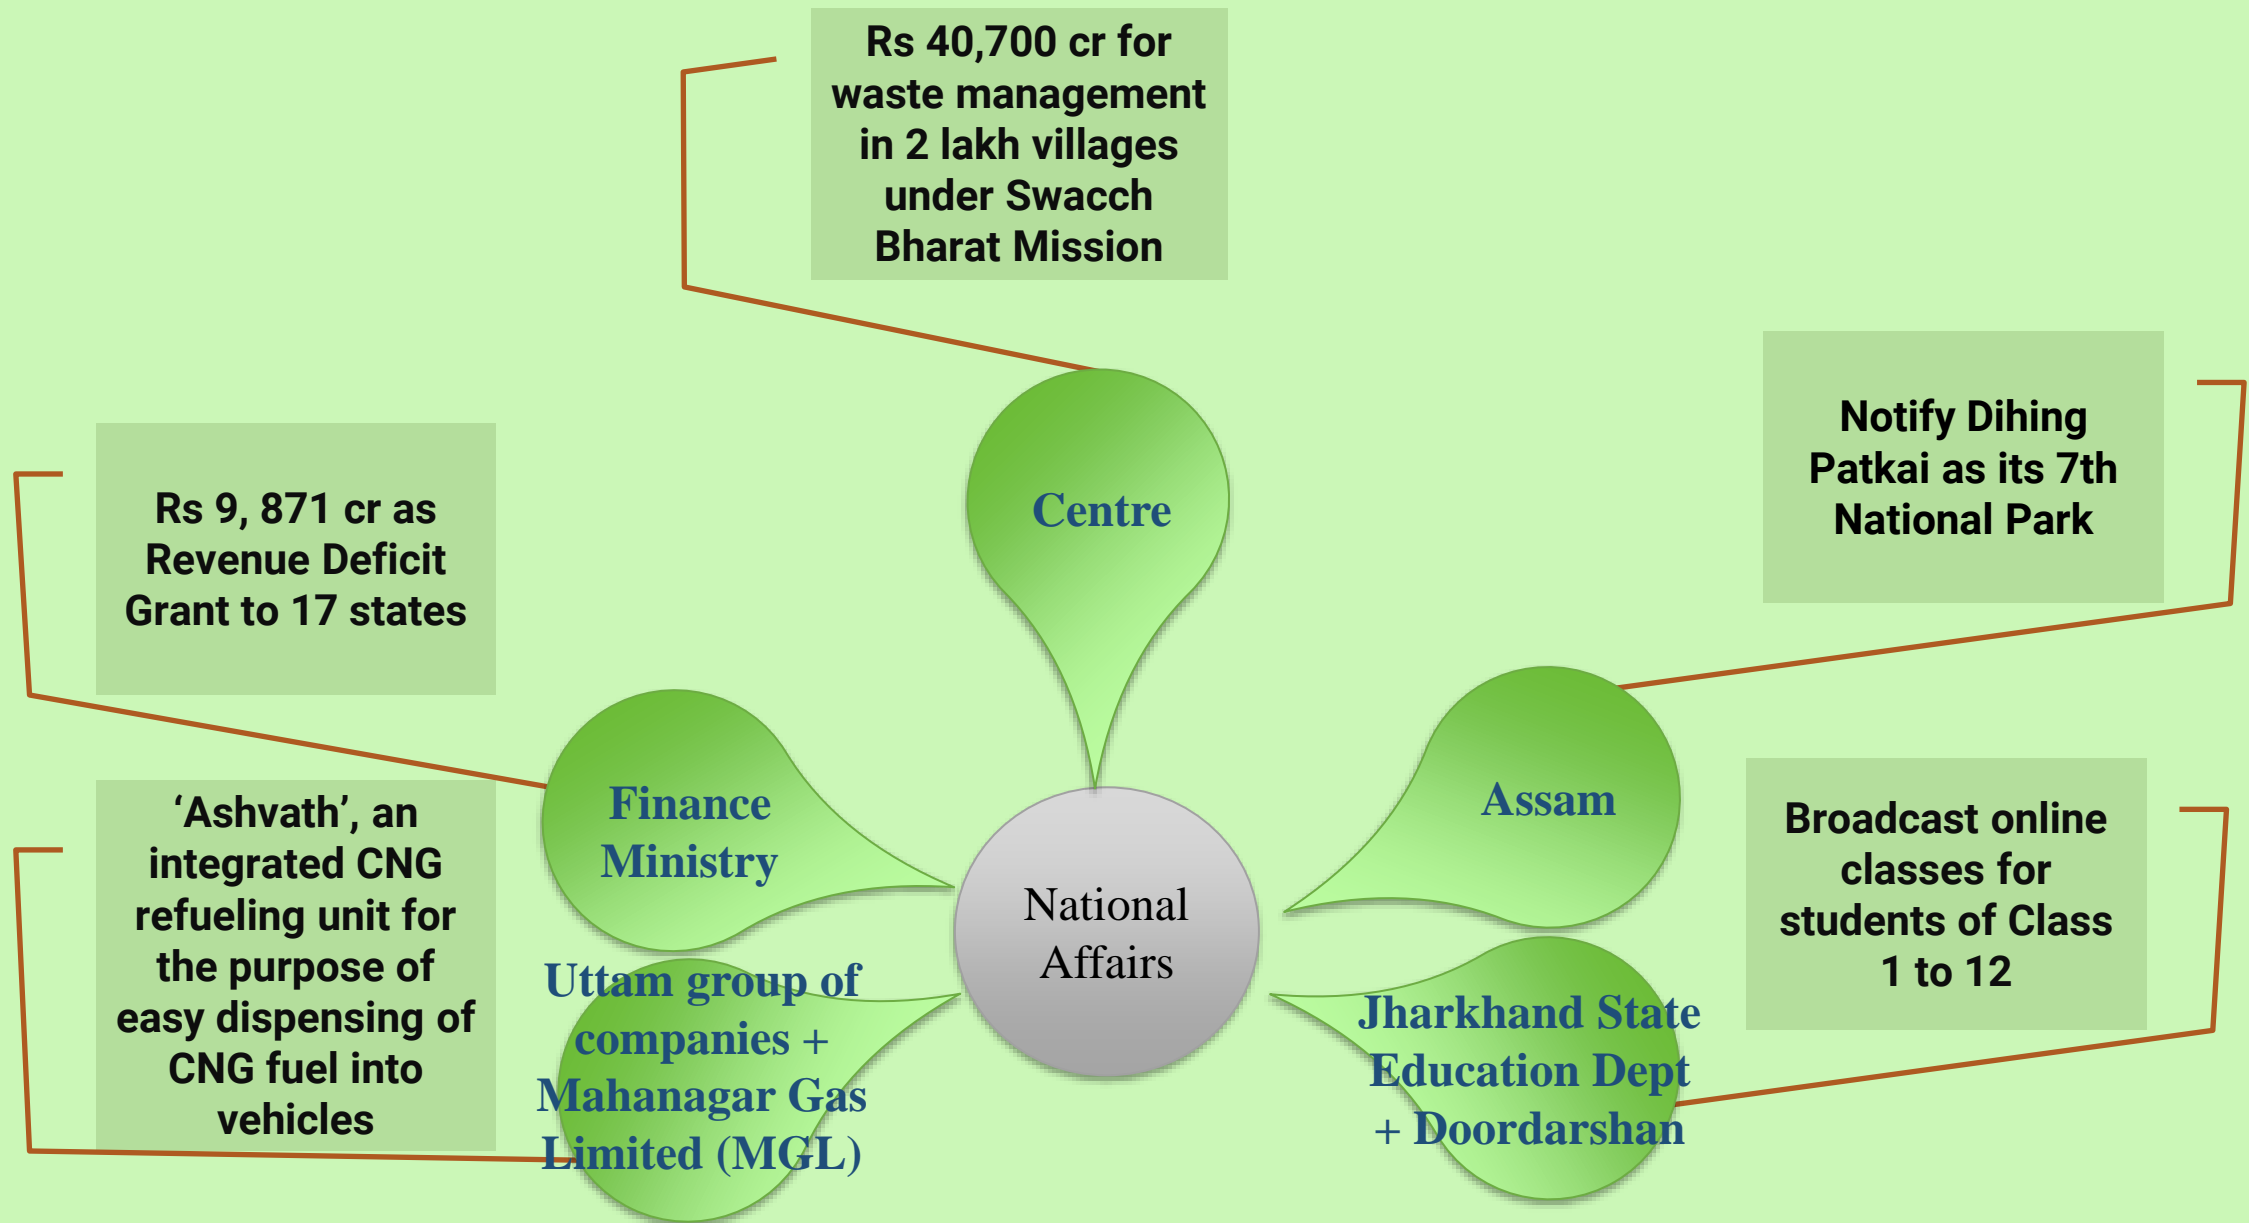 Rs 40,700 cr for
waste management
in 2 lakh villages
under Swacch
Bharat Mission
Centre
Rs 9, 871 cr as
Revenue Deficit
Grant to 17 states
Finance
Ministry
Notify Dihing
Patkai as its 7th
National Park
Assam
‘Ashvath’, an
integrated CNG
refueling unit for
the purpose of
easy dispensing of
CNG fuel into
vehicles
Uttam group of
companies +
Mahanagar Gas
Limited (MGL)
National
Affairs
Broadcast online
classes for
students of Class
1 to 12
Jharkhand State
Education Dept
+ Doordarshan